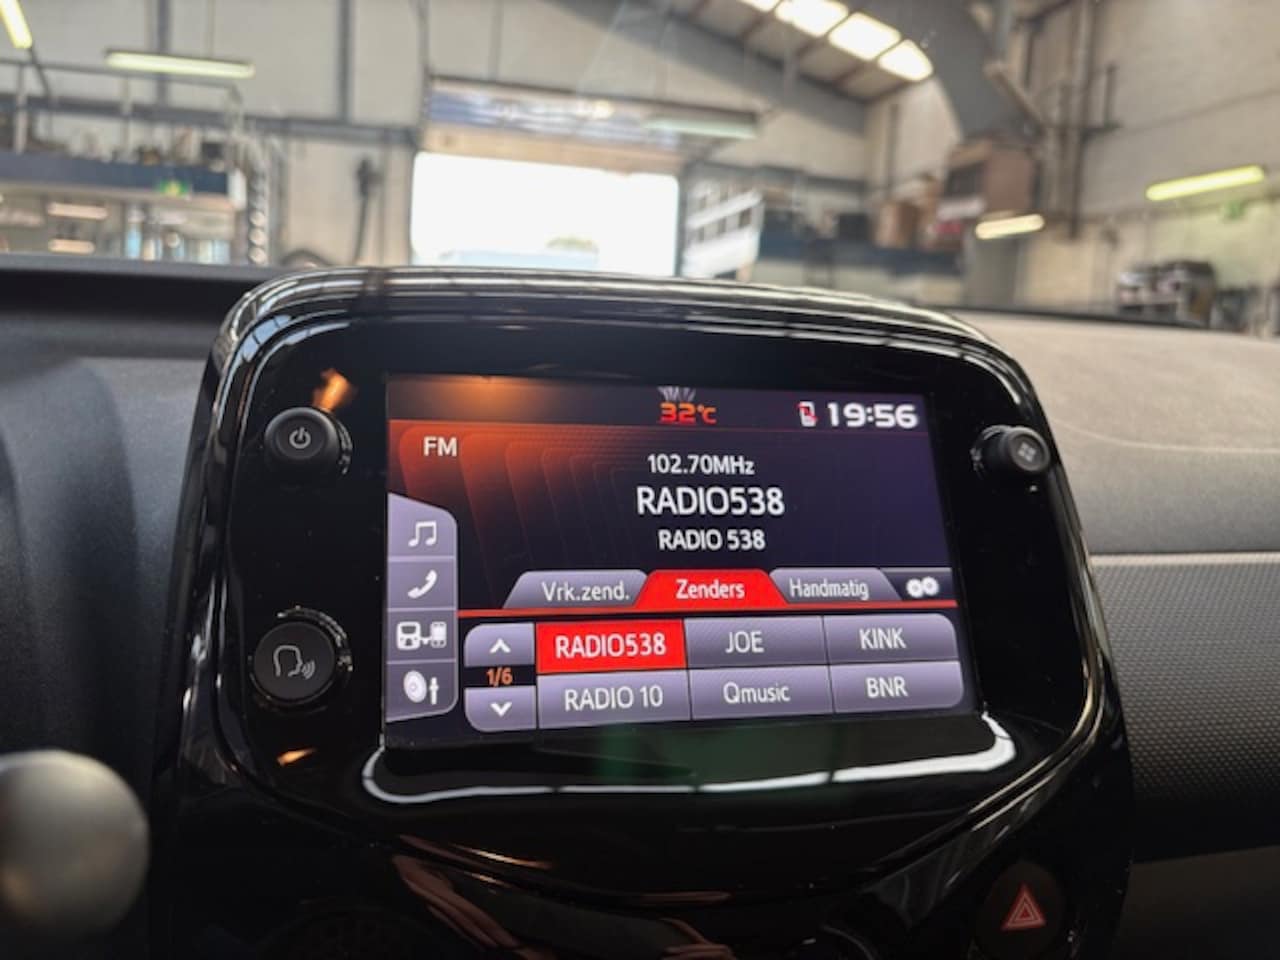 32°C
19:56
FM
102.70MHz
RADIO538
RADIO 538
Vrk.zend. Zenders Handmatig
RADIO538 JOE KINK
1/6
RADIO 10 Qmusic BNR